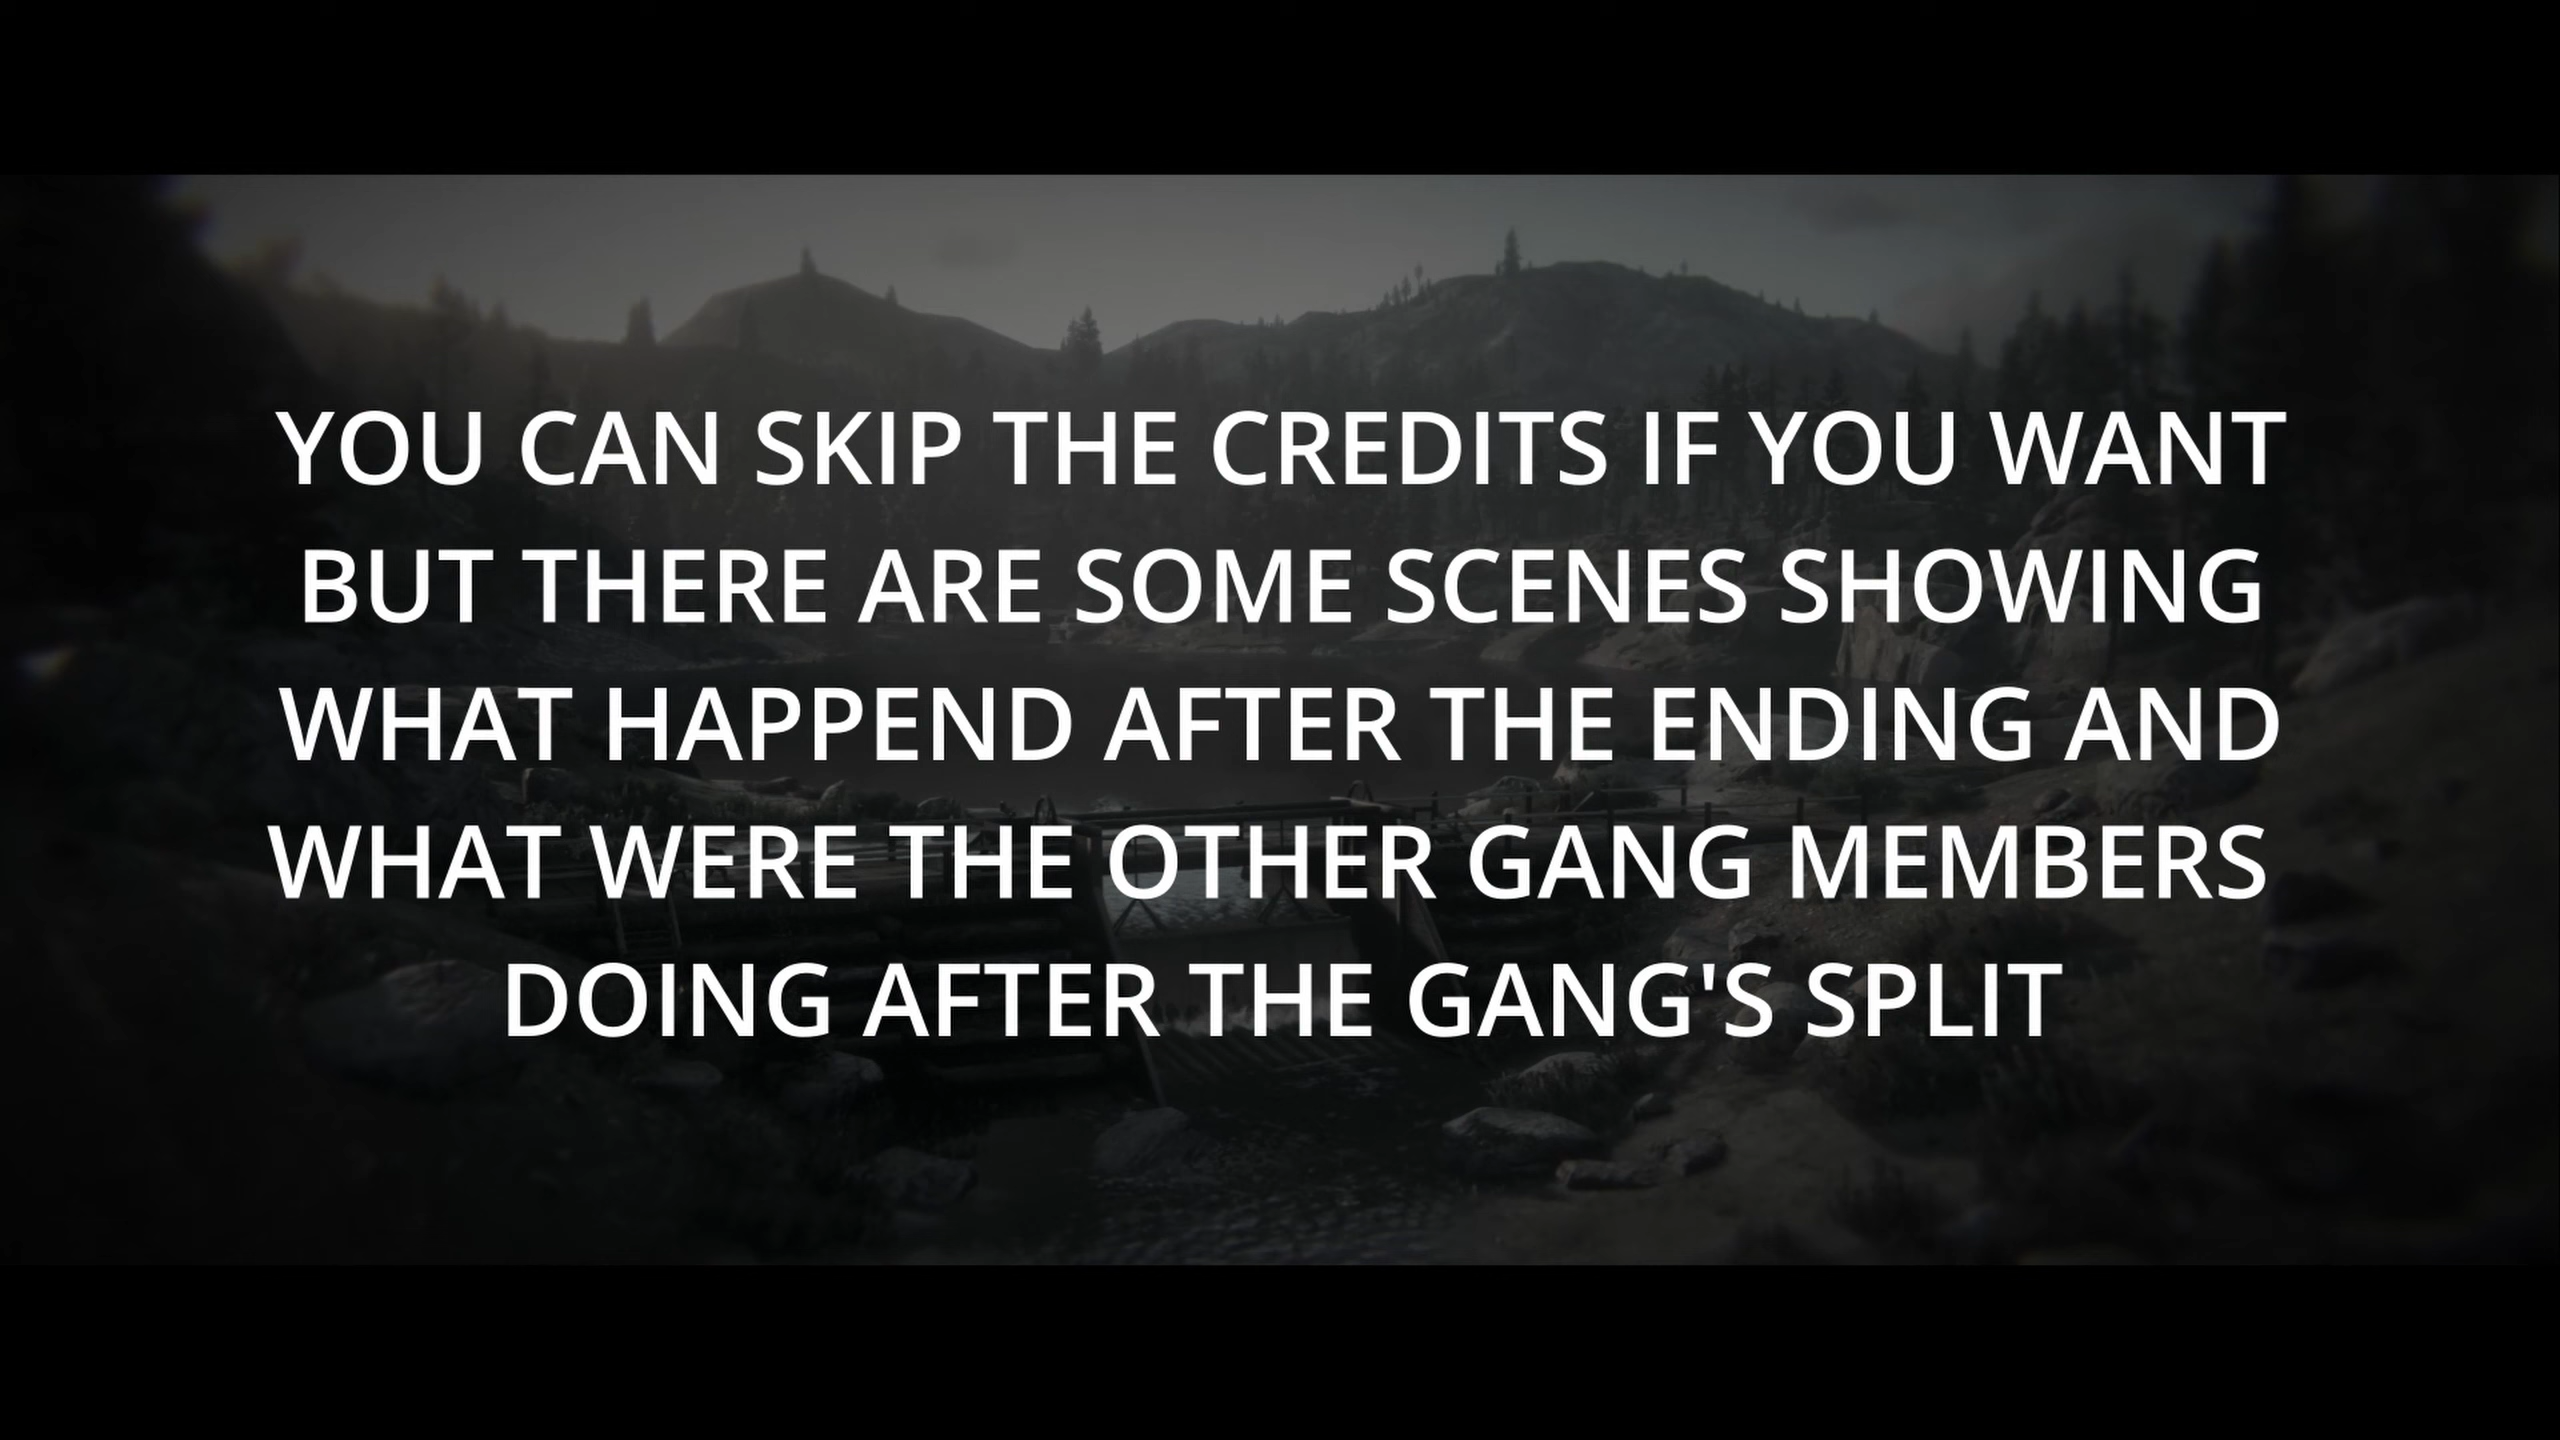 YOU CAN SKIP THE CREDITS IF YOU WANT
BUT THERE ARE SOME SCENES SHOWING
WHAT HAPPEND AFTER THE ENDING AND
WHAT WERE THE OTHER GANG MEMBERS
DOING AFTER THE GANG'S SPLIT